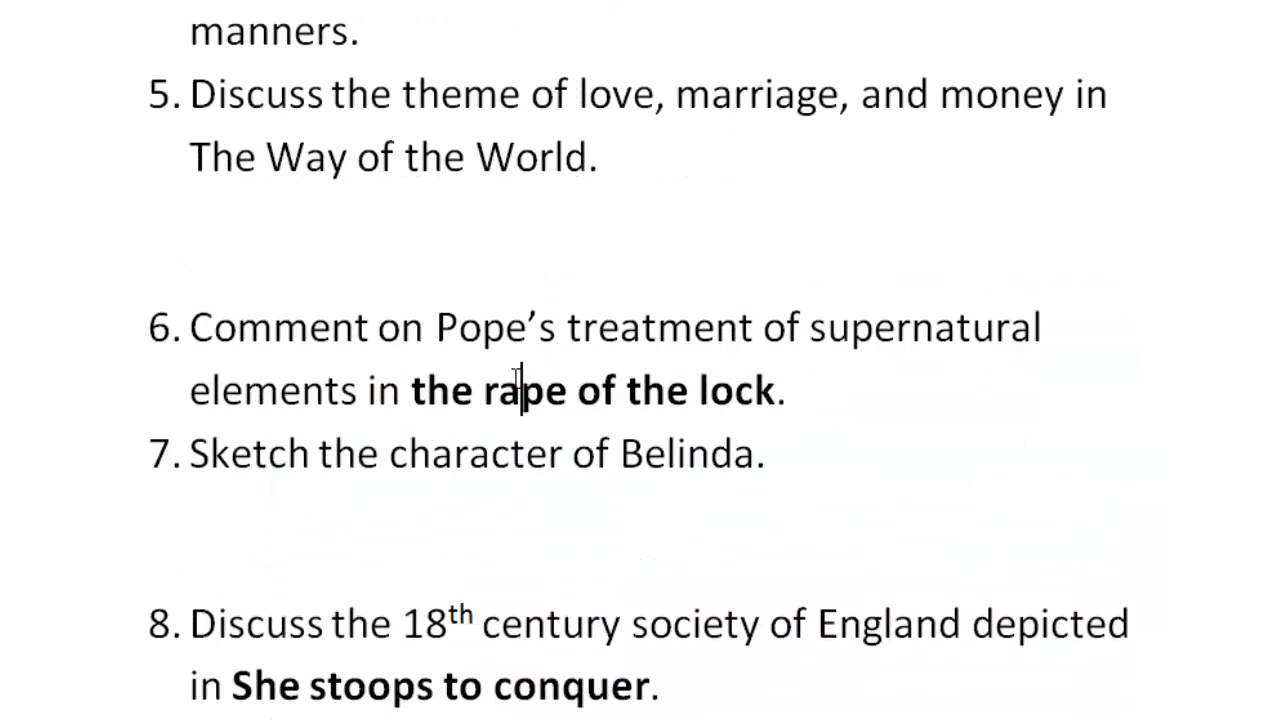 manners.
5. Discuss the theme of love, marriage, and money in
The Way of the World.
6. Comment on Pope’s treatment of supernatural
elements in the rape of the lock.
7. Sketch the character of Belinda.
8. Discuss the 18th century society of England depicted
in She stoops to conquer.